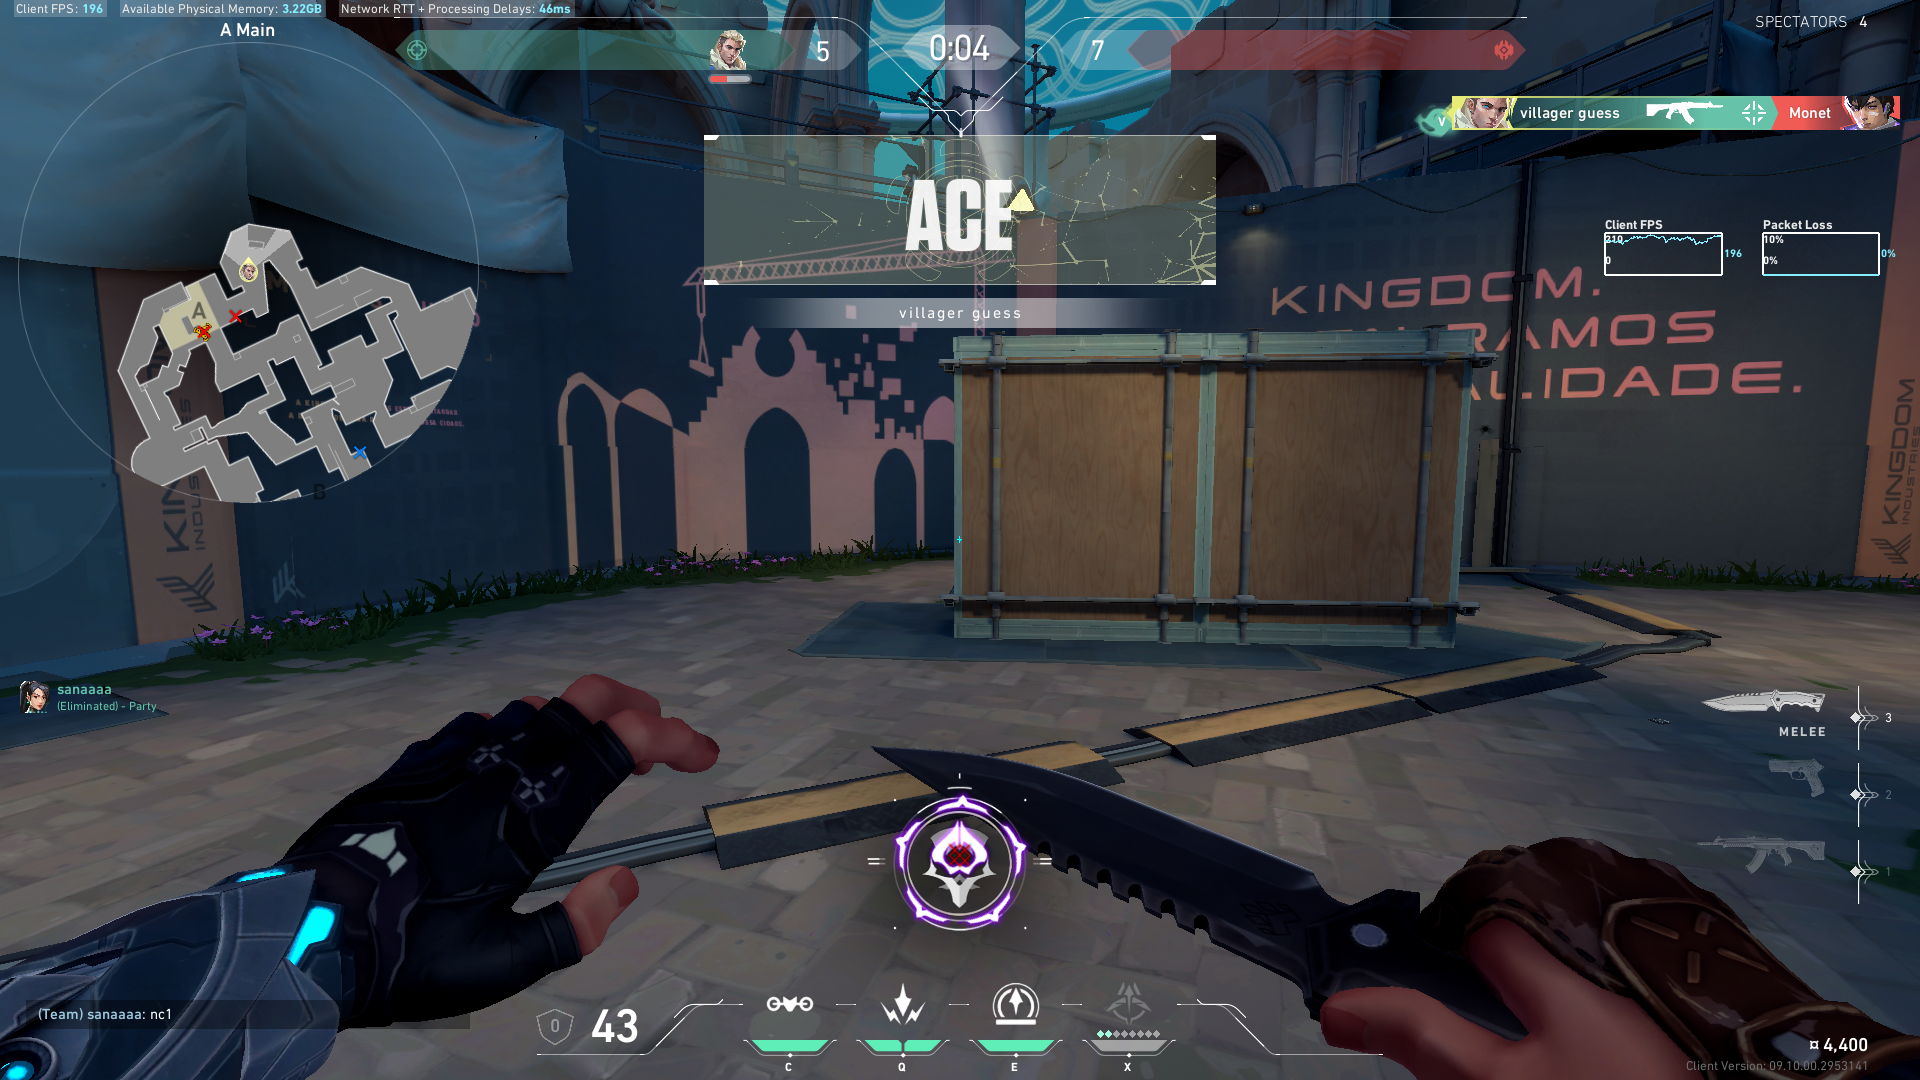 Client FPS: 196
Available Physical Memory: 3.22GB
Network RTT + Processing Delays: 46ms
A Main
5
0:04
7
SPECTATORS 4
V
villager guess
Monet
ACE
villager guess
Client FPS
210
0
196
Packet Loss
10%
0%
0%
KINGDOM.
RAMOS
ALIDADE.
A
B
KINGDOM
INDUSTRIES
sanaaaa
(Eliminated) - Party
3
MELEE
2
1
(Team) sanaaaa: nc1
0
43
C
Q
E
X
¤ 4,400
Client Version: 09.10.00.2953141